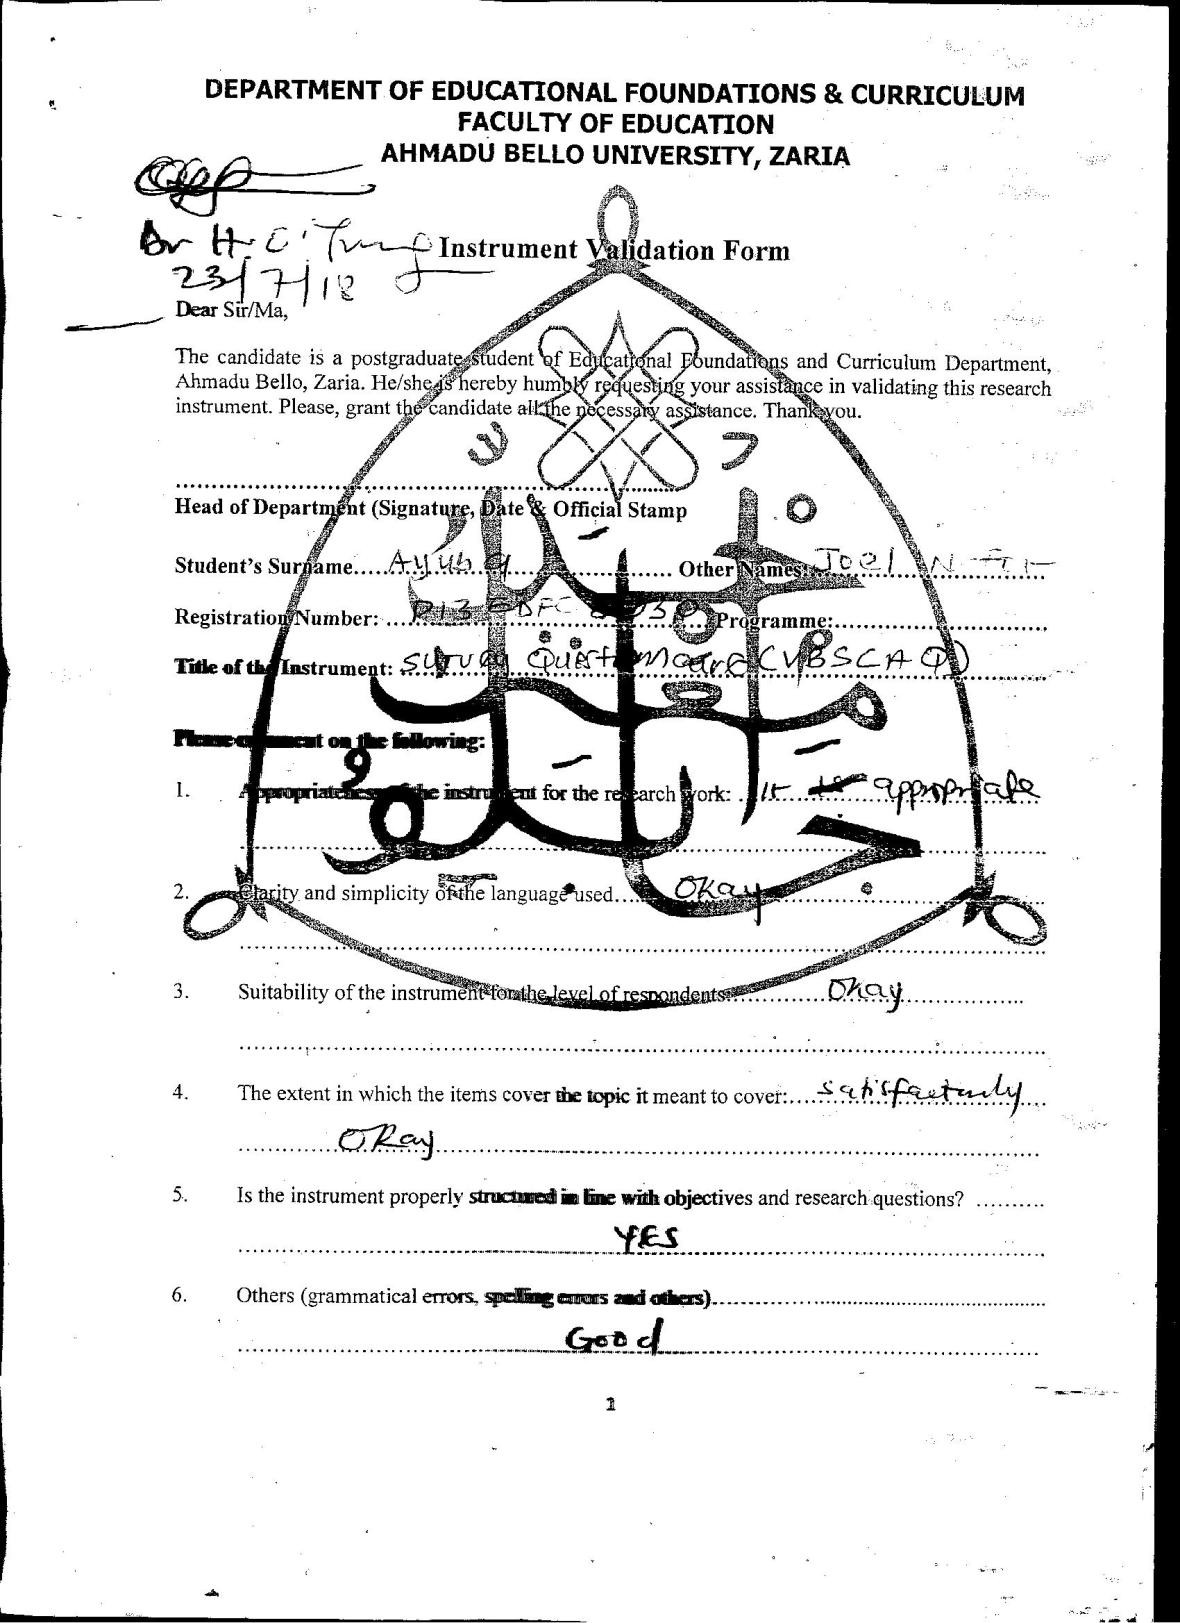 DEPARTMENT OF EDUCATIONAL FOUNDATIONS & CURRICULUM
FACULTY OF EDUCATION
AHMADU BELLO UNIVERSITY, ZARIA
Dr H. C.
Instrument Validation Form
23/7/18
Dear Sir/Ma,
The candidate is a postgraduate student of Educational Foundations and Curriculum Department,
Ahmadu Bello, Zaria. He/she is hereby humbly requesting your assistance in validating this research
instrument. Please, grant the candidate all the necessary assistance. Thank you.
Head of Department (Signature, Date & Official Stamp
Student's Surname..... Ayuba ..... Other Names: Joel
Registration Number: ..... Programme:.....
Title of the Instrument: Survey (VBSCAQ)
Please comment on the following:
1. Appropriateness of the instrument for the research work: It is appropriate
2. Clarity and simplicity of the language used.... Okay
3. Suitability of the instrument for the level of respondents..... Okay
4. The extent in which the items cover the topic it meant to cover:.... Satisfactorily
Okay
5. Is the instrument properly structured in line with objectives and research questions? ..........
YES
6. Others (grammatical errors, spelling errors and others).....
Good
1